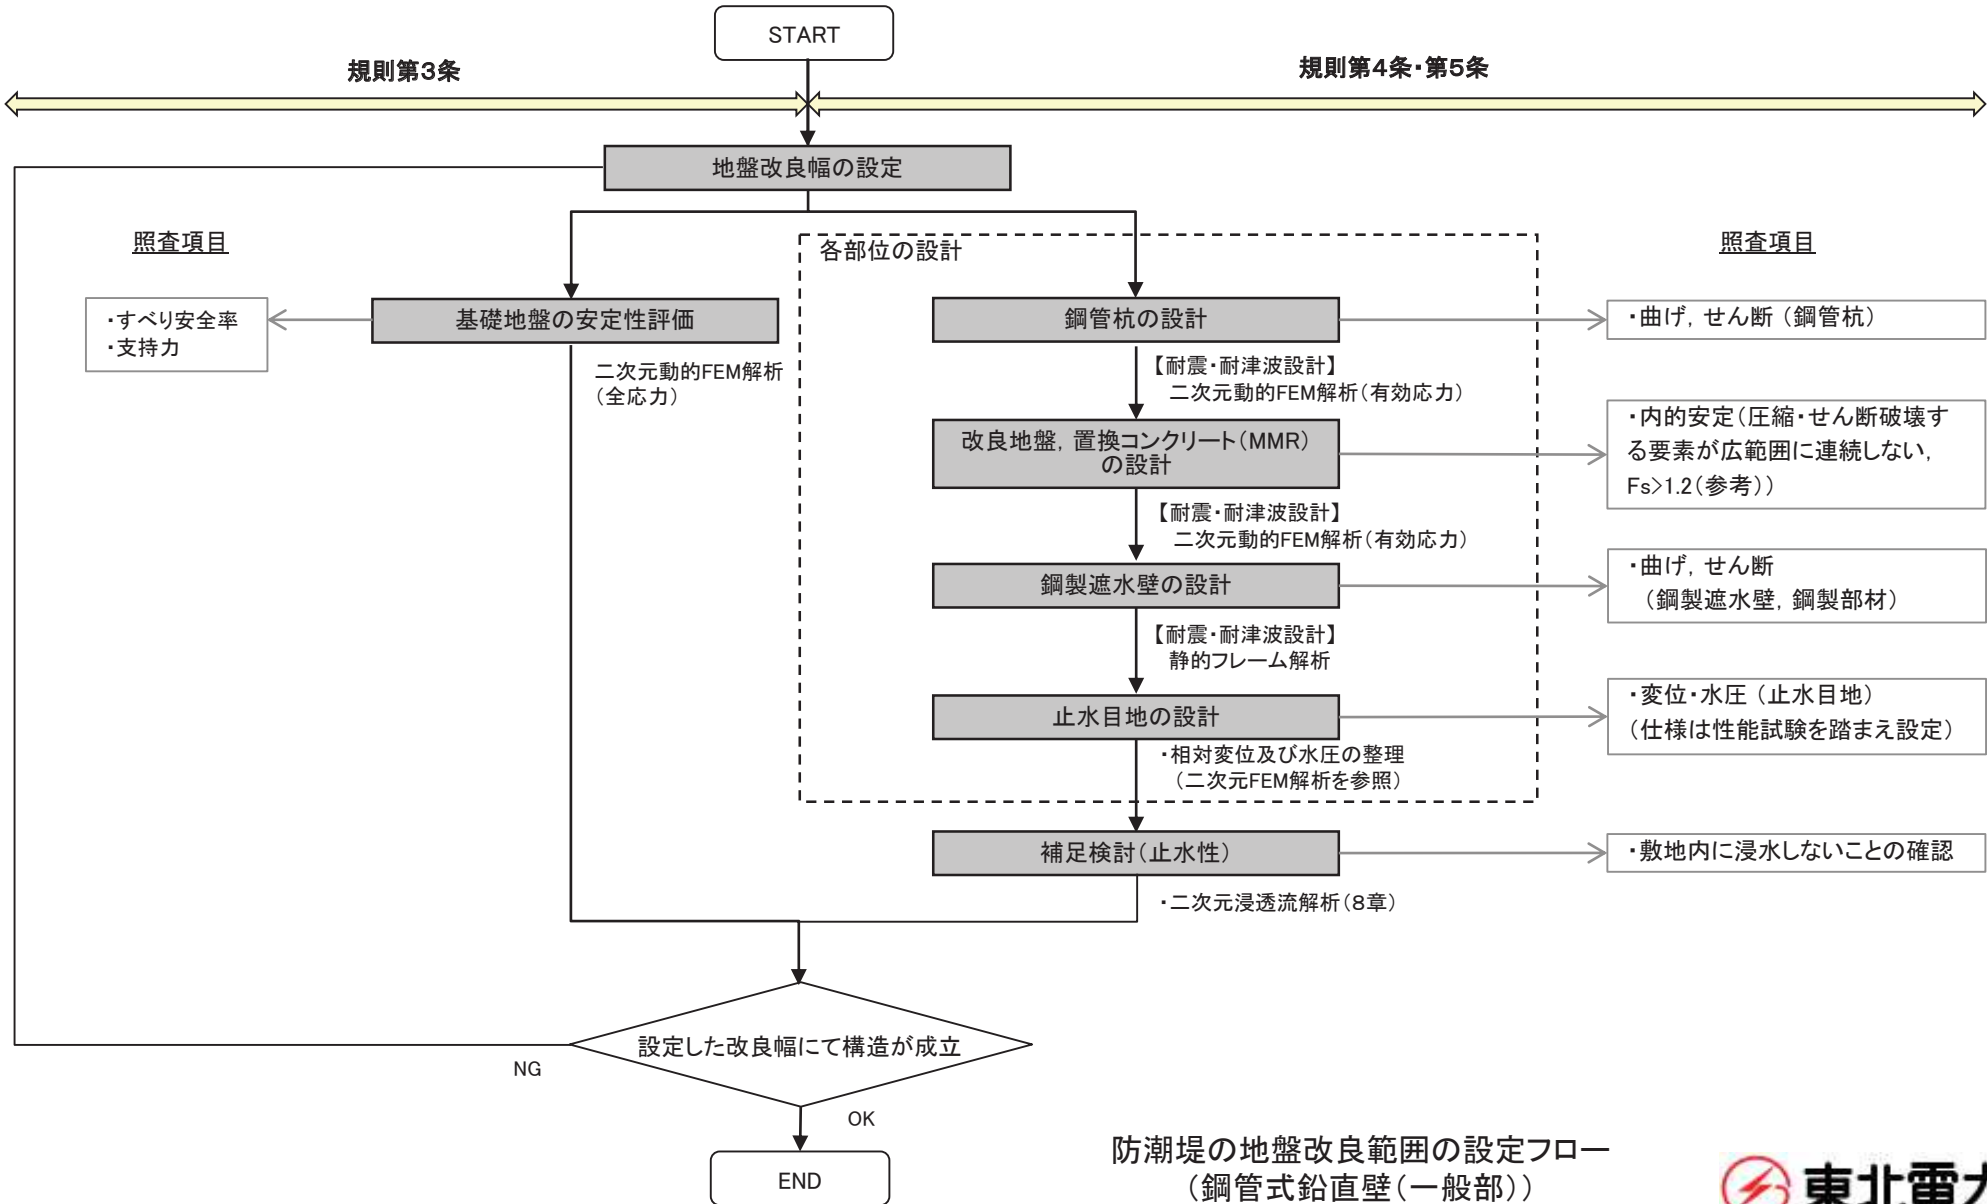 START
規則第3条
規則第4条・第5条
地盤改良幅の設定
照査項目
各部位の設計
照査項目
・すべり安全率
・支持力
基礎地盤の安定性評価
二次元動的FEM解析
(全応力)
鋼管杭の設計
・曲げ, せん断 (鋼管杭)
【耐震・耐津波設計】
二次元動的FEM解析(有効応力)
改良地盤, 置換コンクリート(MMR)
の設計
・内的安定(圧縮・せん断破壊す
る要素が広範囲に連続しない,
Fs>1.2(参考))
【耐震・耐津波設計】
二次元動的FEM解析(有効応力)
鋼製遮水壁の設計
・曲げ, せん断
(鋼製遮水壁, 鋼製部材)
【耐震・耐津波設計】
静的フレーム解析
止水目地の設計
・変位・水圧 (止水目地)
(仕様は性能試験を踏まえ設定)
・相対変位及び水圧の整理
(二次元FEM解析を参照)
補足検討(止水性)
・敷地内に浸水しないことの確認
・二次元浸透流解析(8章)
設定した改良幅にて構造が成立
NG
OK
END
防潮堤の地盤改良範囲の設定フロー
(鋼管式鉛直壁(一般部))
東北電力